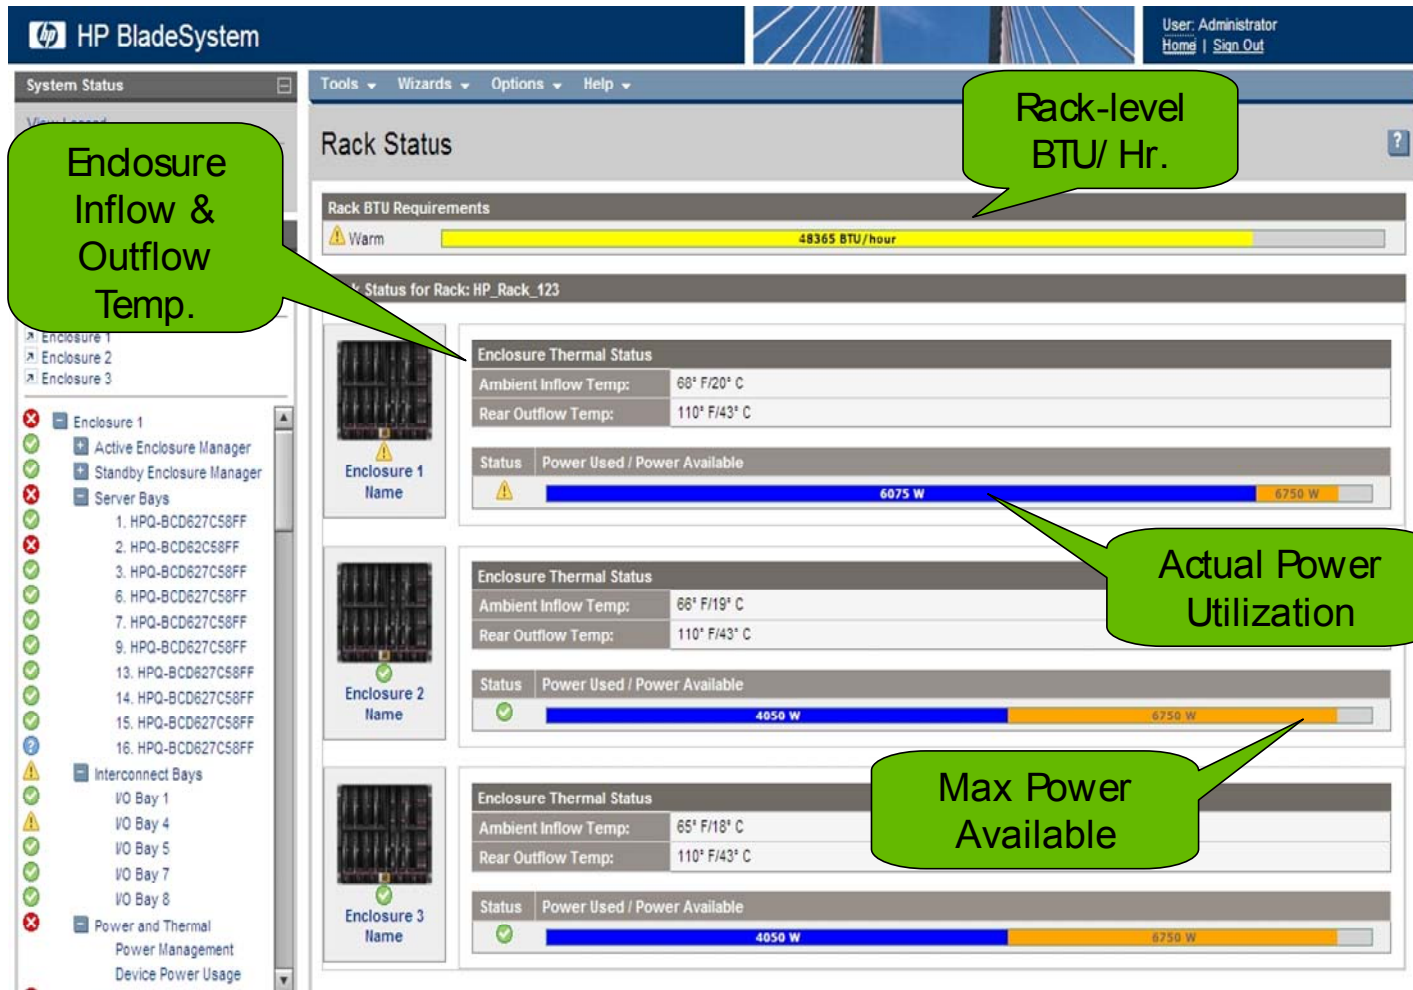 HP BladeSystem
User: Administrator
Home | Sign Out
System Status
Tools Wizards Options Help
Rack-level
BTU/ Hr.
Rack Status
?
Enclosure
Inflow &
Outflow
Temp.
Rack BTU Requirements
Warm
48365 BTU/hour
Status for Rack: HP_Rack_123
Enclosure 1
Enclosure 2
Enclosure 3
Enclosure 1
Active Enclosure Manager
Standby Enclosure Manager
Server Bays
1. HPQ-BCD627C58FF
2. HPQ-BCD62C58FF
3. HPQ-BCD627C58FF
6. HPQ-BCD627C58FF
7. HPQ-BCD627C58FF
9. HPQ-BCD627C58FF
13. HPQ-BCD627C58FF
14. HPQ-BCD627C58FF
15. HPQ-BCD627C58FF
16. HPQ-BCD627C58FF
Interconnect Bays
I/O Bay 1
I/O Bay 4
I/O Bay 5
I/O Bay 7
I/O Bay 8
Power and Thermal
Power Management
Device Power Usage
Enclosure 1
Name
Enclosure Thermal Status
Ambient Inflow Temp: 68° F/20° C
Rear Outflow Temp: 110° F/43° C
Status Power Used / Power Available
6075 W 6750 W
Actual Power
Utilization
Enclosure 2
Name
Enclosure Thermal Status
Ambient Inflow Temp: 66° F/19° C
Rear Outflow Temp: 110° F/43° C
Status Power Used / Power Available
4050 W 6750 W
Max Power
Available
Enclosure 3
Name
Enclosure Thermal Status
Ambient Inflow Temp: 65° F/18° C
Rear Outflow Temp: 110° F/43° C
Status Power Used / Power Available
4050 W 6750 W